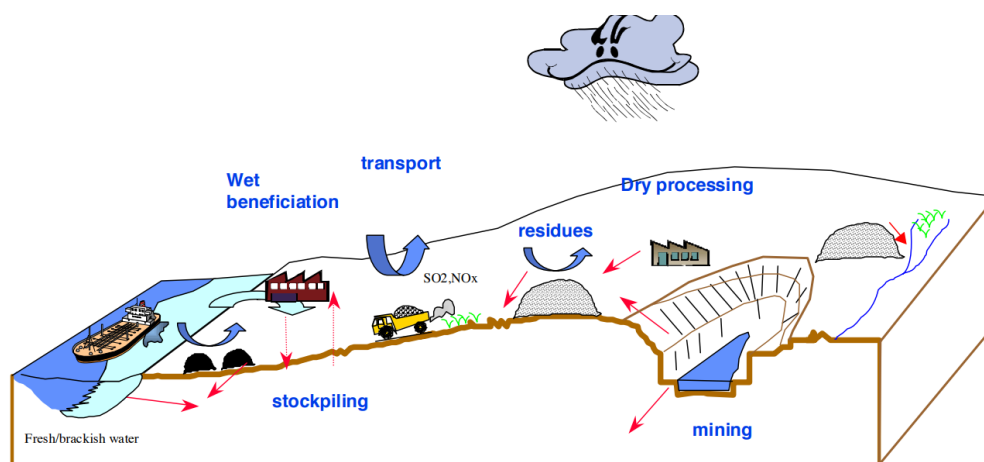 transport
Wet
beneficiation
Dry processing
residues
SO2,NOx
stockpiling
mining
Fresh/brackish water